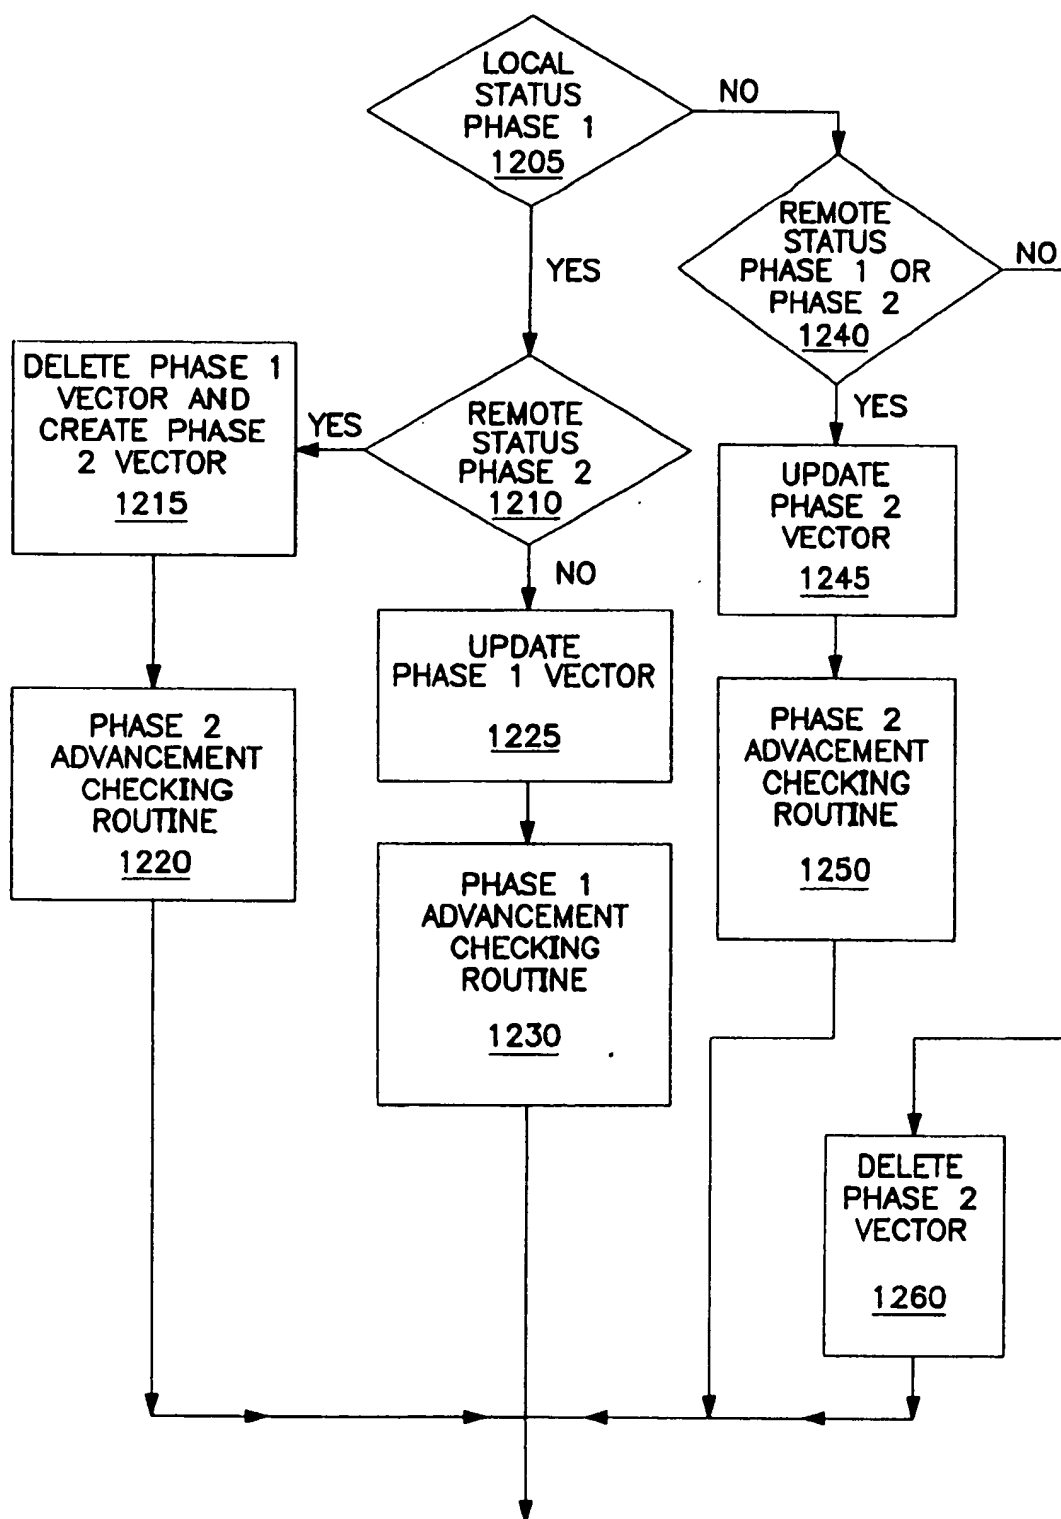 LOCAL
STATUS
PHASE 1
1205
NO
YES
REMOTE
STATUS
PHASE 1 OR
PHASE 2
1240
NO
YES
DELETE PHASE 1
VECTOR AND
CREATE PHASE
2 VECTOR
1215
YES
REMOTE
STATUS
PHASE 2
1210
NO
UPDATE
PHASE 2
VECTOR
1245
UPDATE
PHASE 1 VECTOR
1225
PHASE 2
ADVANCEMENT
CHECKING
ROUTINE
1220
PHASE 1
ADVANCEMENT
CHECKING
ROUTINE
1230
PHASE 2
ADVACEMENT
CHECKING
ROUTINE
1250
DELETE
PHASE 2
VECTOR
1260